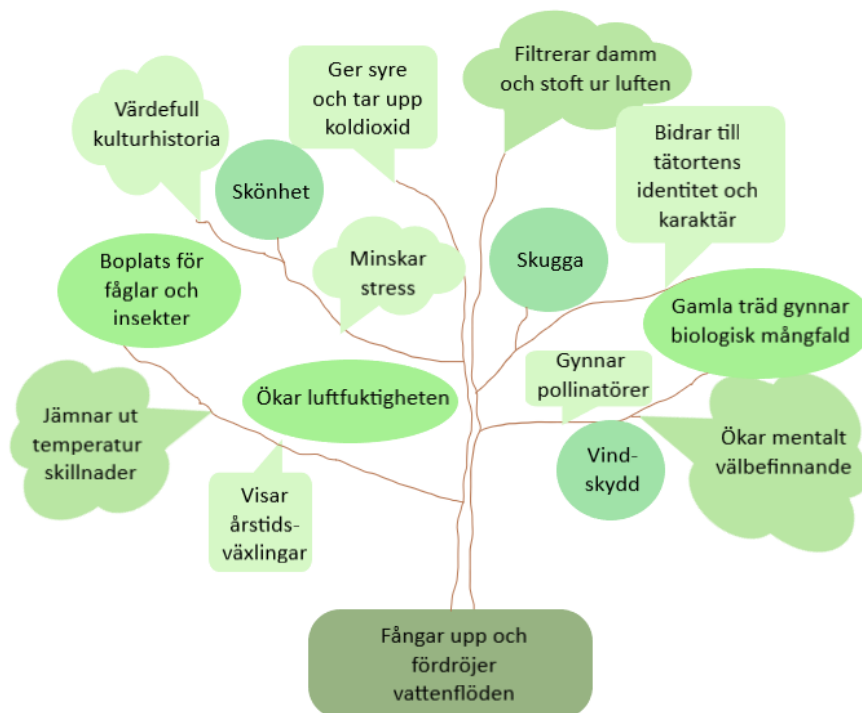 Värdefull
kulturhistoria
Ger syre
och tar upp
koldioxid
Filtrerar damm
och stoft ur luften
Bidrar till
tätortens
identitet och
karaktär
Skönhet
Boplats för
fåglar och
insekter
Minskar
stress
Skugga
Gamla träd gynnar
biologisk mångfald
Jämnar ut
temperatur
skillnader
Ökar luftfuktigheten
Gynnar
pollinatörer
Ökar mentalt
välbefinnande
Visar
årstids-
växlingar
Vind-
skydd
Fångar upp och
fördröjer
vattenflöden